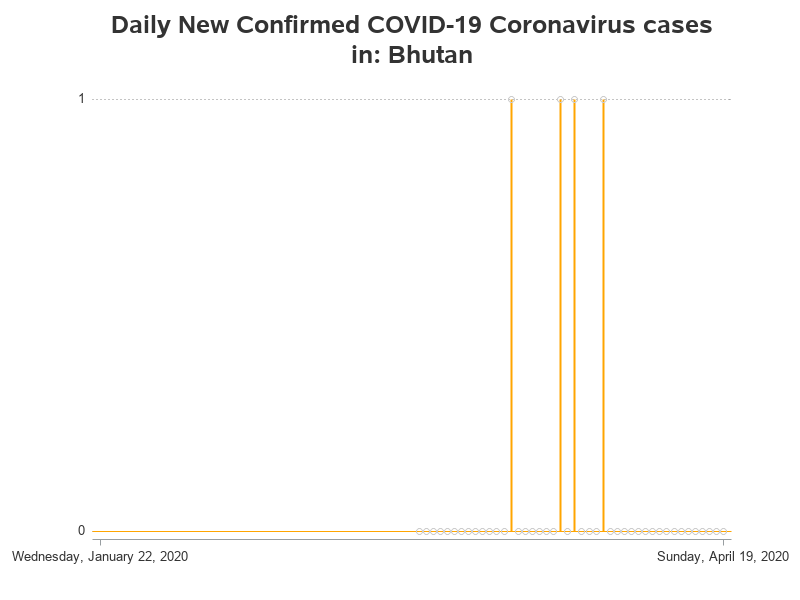 Daily New Confirmed COVID-19 Coronavirus cases
in: Bhutan
1
0
Wednesday, January 22, 2020
Sunday, April 19, 2020